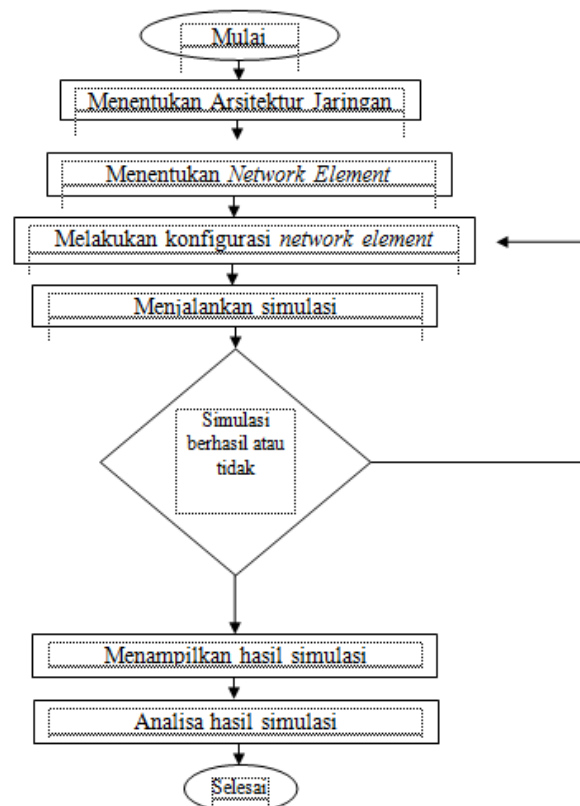 Mulai
Menentukan Arsitektur Jaringan
Menentukan Network Element
Melakukan konfigurasi network element
Menjalankan simulasi
Simulasi
berhasil atau
tidak
Menampilkan hasil simulasi
Analisa hasil simulasi
Selesai